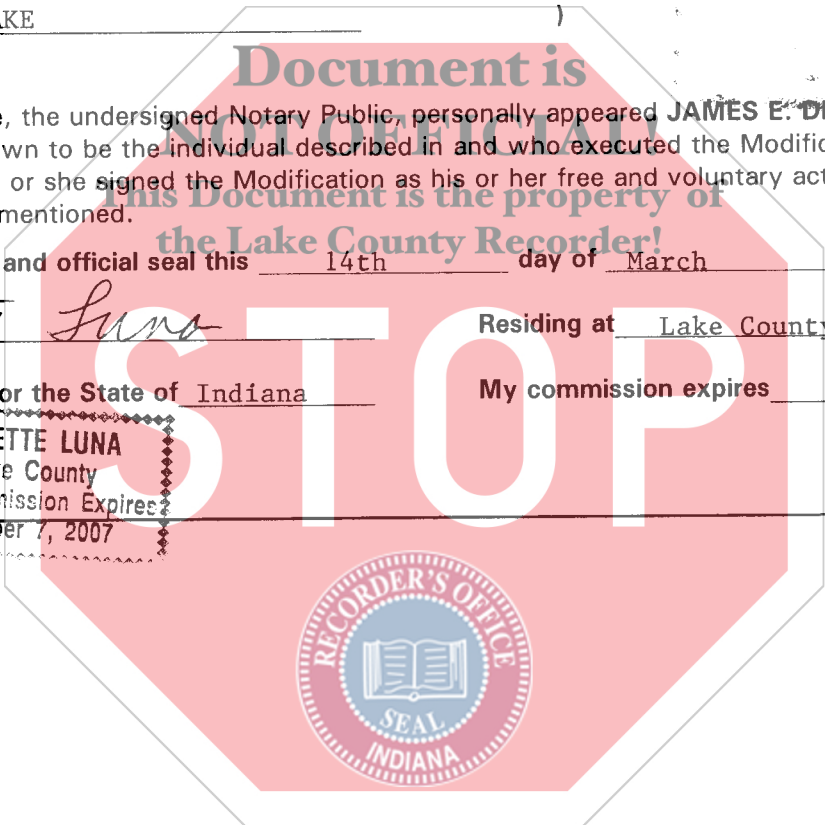 AKE )
Document is
, the undersigned Notary Public, personally appeared JAMES E. D
NOT OFFICIAL!
wn to be the individual described in and who executed the Modific
or she signed the Modification as his or her free and voluntary act
This Document is the property of
mentioned.
the Lake County Recorder!
and official seal this 14th day of March
Luna
Residing at Lake County
STOP
or the State of Indiana My commission expires
ETTE LUNA
e County
mission Expires
er 7, 2007
RECORDER'S OFFICE
SEAL
INDIANA